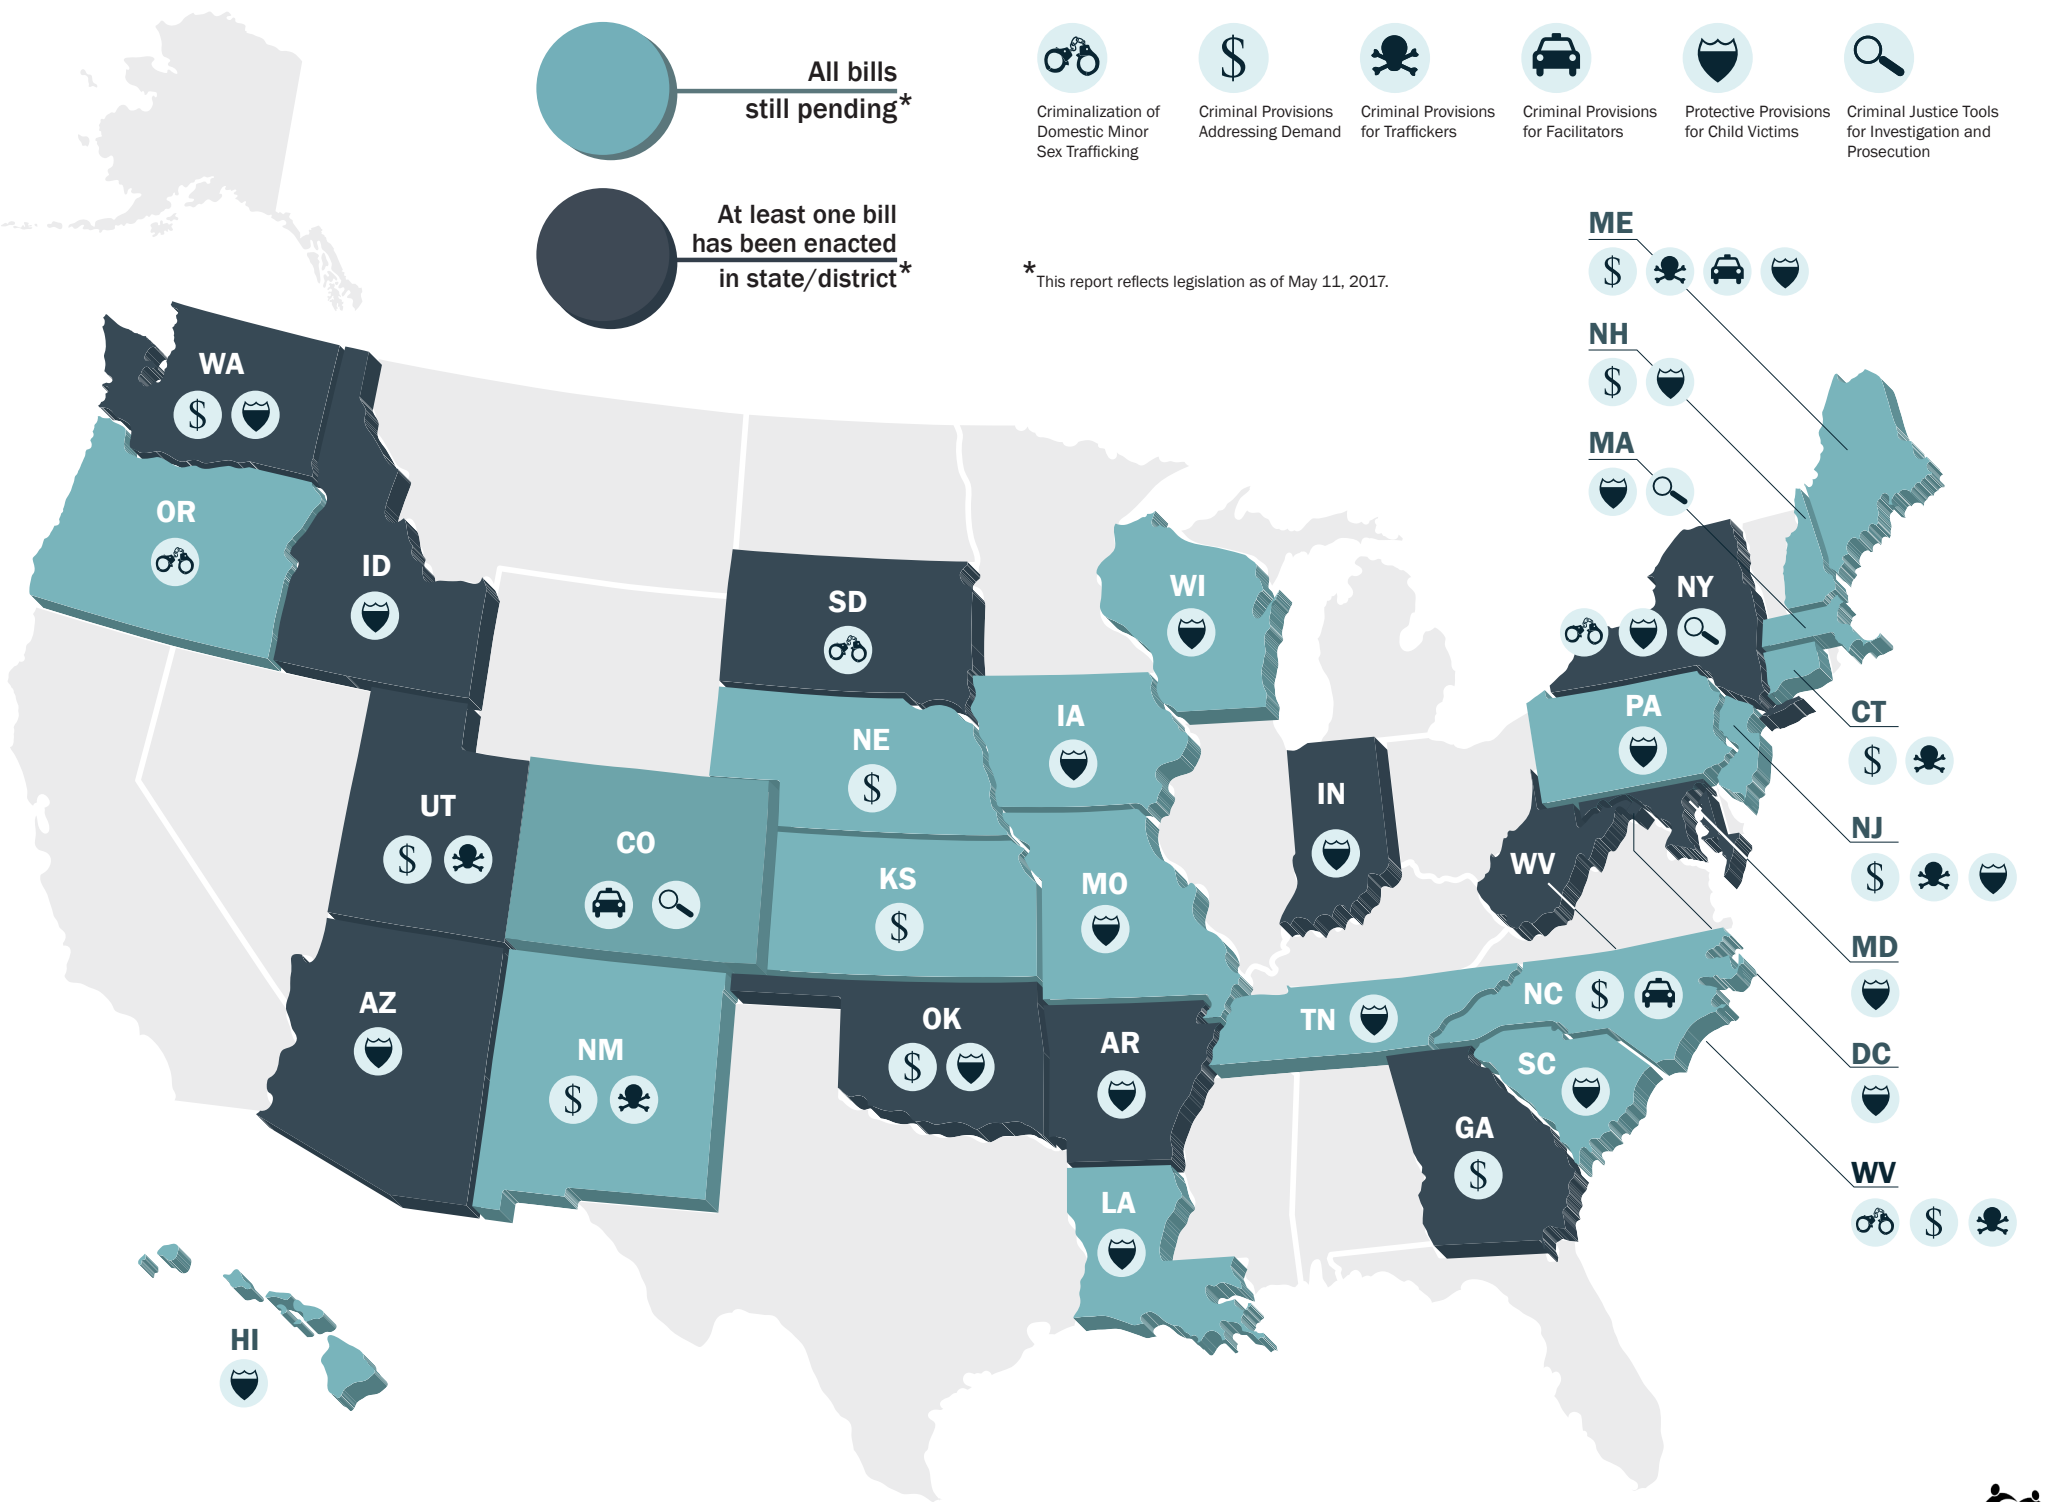 All bills
still pending*
At least one bill
has been enacted
in state/district*
Criminalization of
Domestic Minor
Sex Trafficking
Criminal Provisions
Addressing Demand
Criminal Provisions
for Traffickers
Criminal Provisions
for Facilitators
Protective Provisions
for Child Victims
Criminal Justice Tools
for Investigation and
Prosecution
*This report reflects legislation as of May 11, 2017.
ME
$
NH
$
MA
WA
$
OR
ID
SD
WI
NY
IA
PA
NE
$
CT
$
UT
$
CO
IN
NJ
$
KS
$
MO
WV
MD
AZ
NM
$
OK
$
AR
TN
NC $
SC
DC
GA
$
WV
$
LA
HI